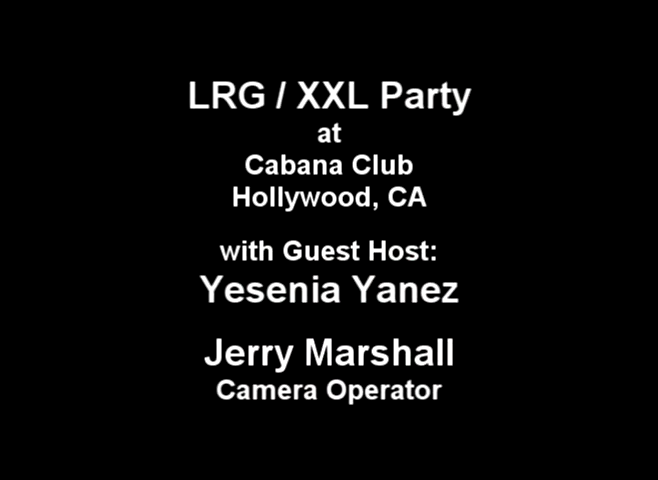 LRG / XXL Party
at
Cabana Club
Hollywood, CA
with Guest Host:
Yesenia Yanez
Jerry Marshall
Camera Operator